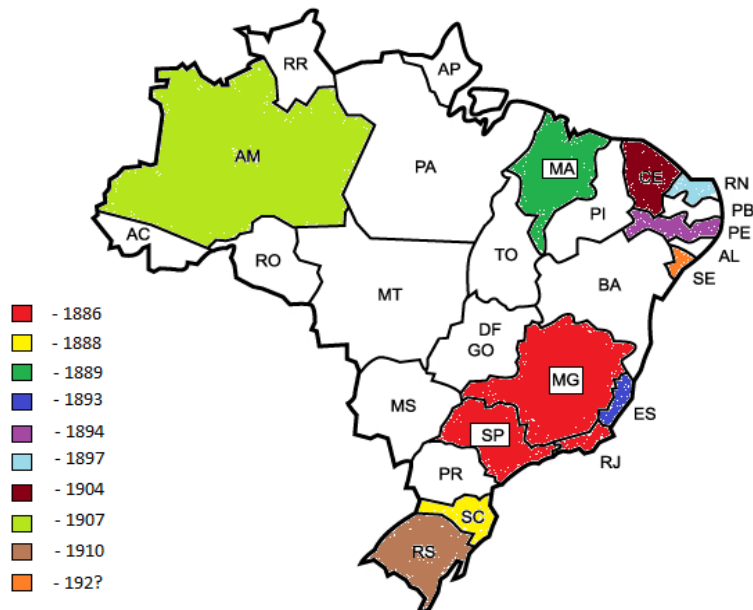 RR
AP
AM
PA
MA
CE
RN
PB
PI
PE
AC
AL
TO
RO
SE
BA
MT
- 1886
DF
- 1888
GO
- 1889
MG
- 1893
MS
ES
- 1894
SP
- 1897
RJ
PR
- 1904
SC
- 1907
RS
- 1910
- 192?